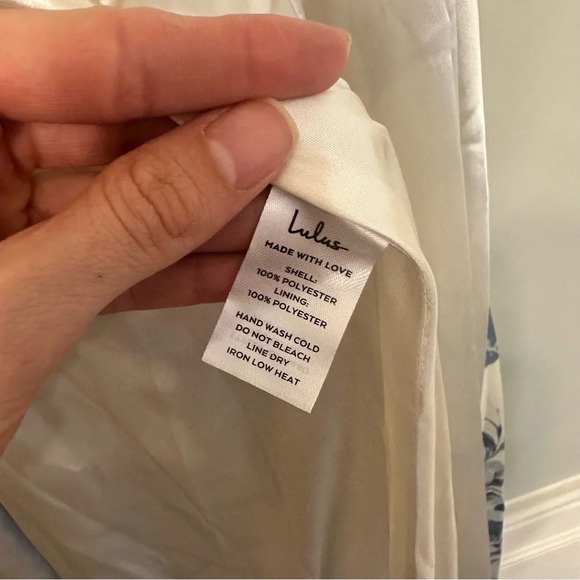 Lulus
MADE WITH LOVE
SHELL:
100% POLYESTER
LINING:
100% POLYESTER
HAND WASH COLD
DO NOT BLEACH
LINE DRY
IRON LOW HEAT